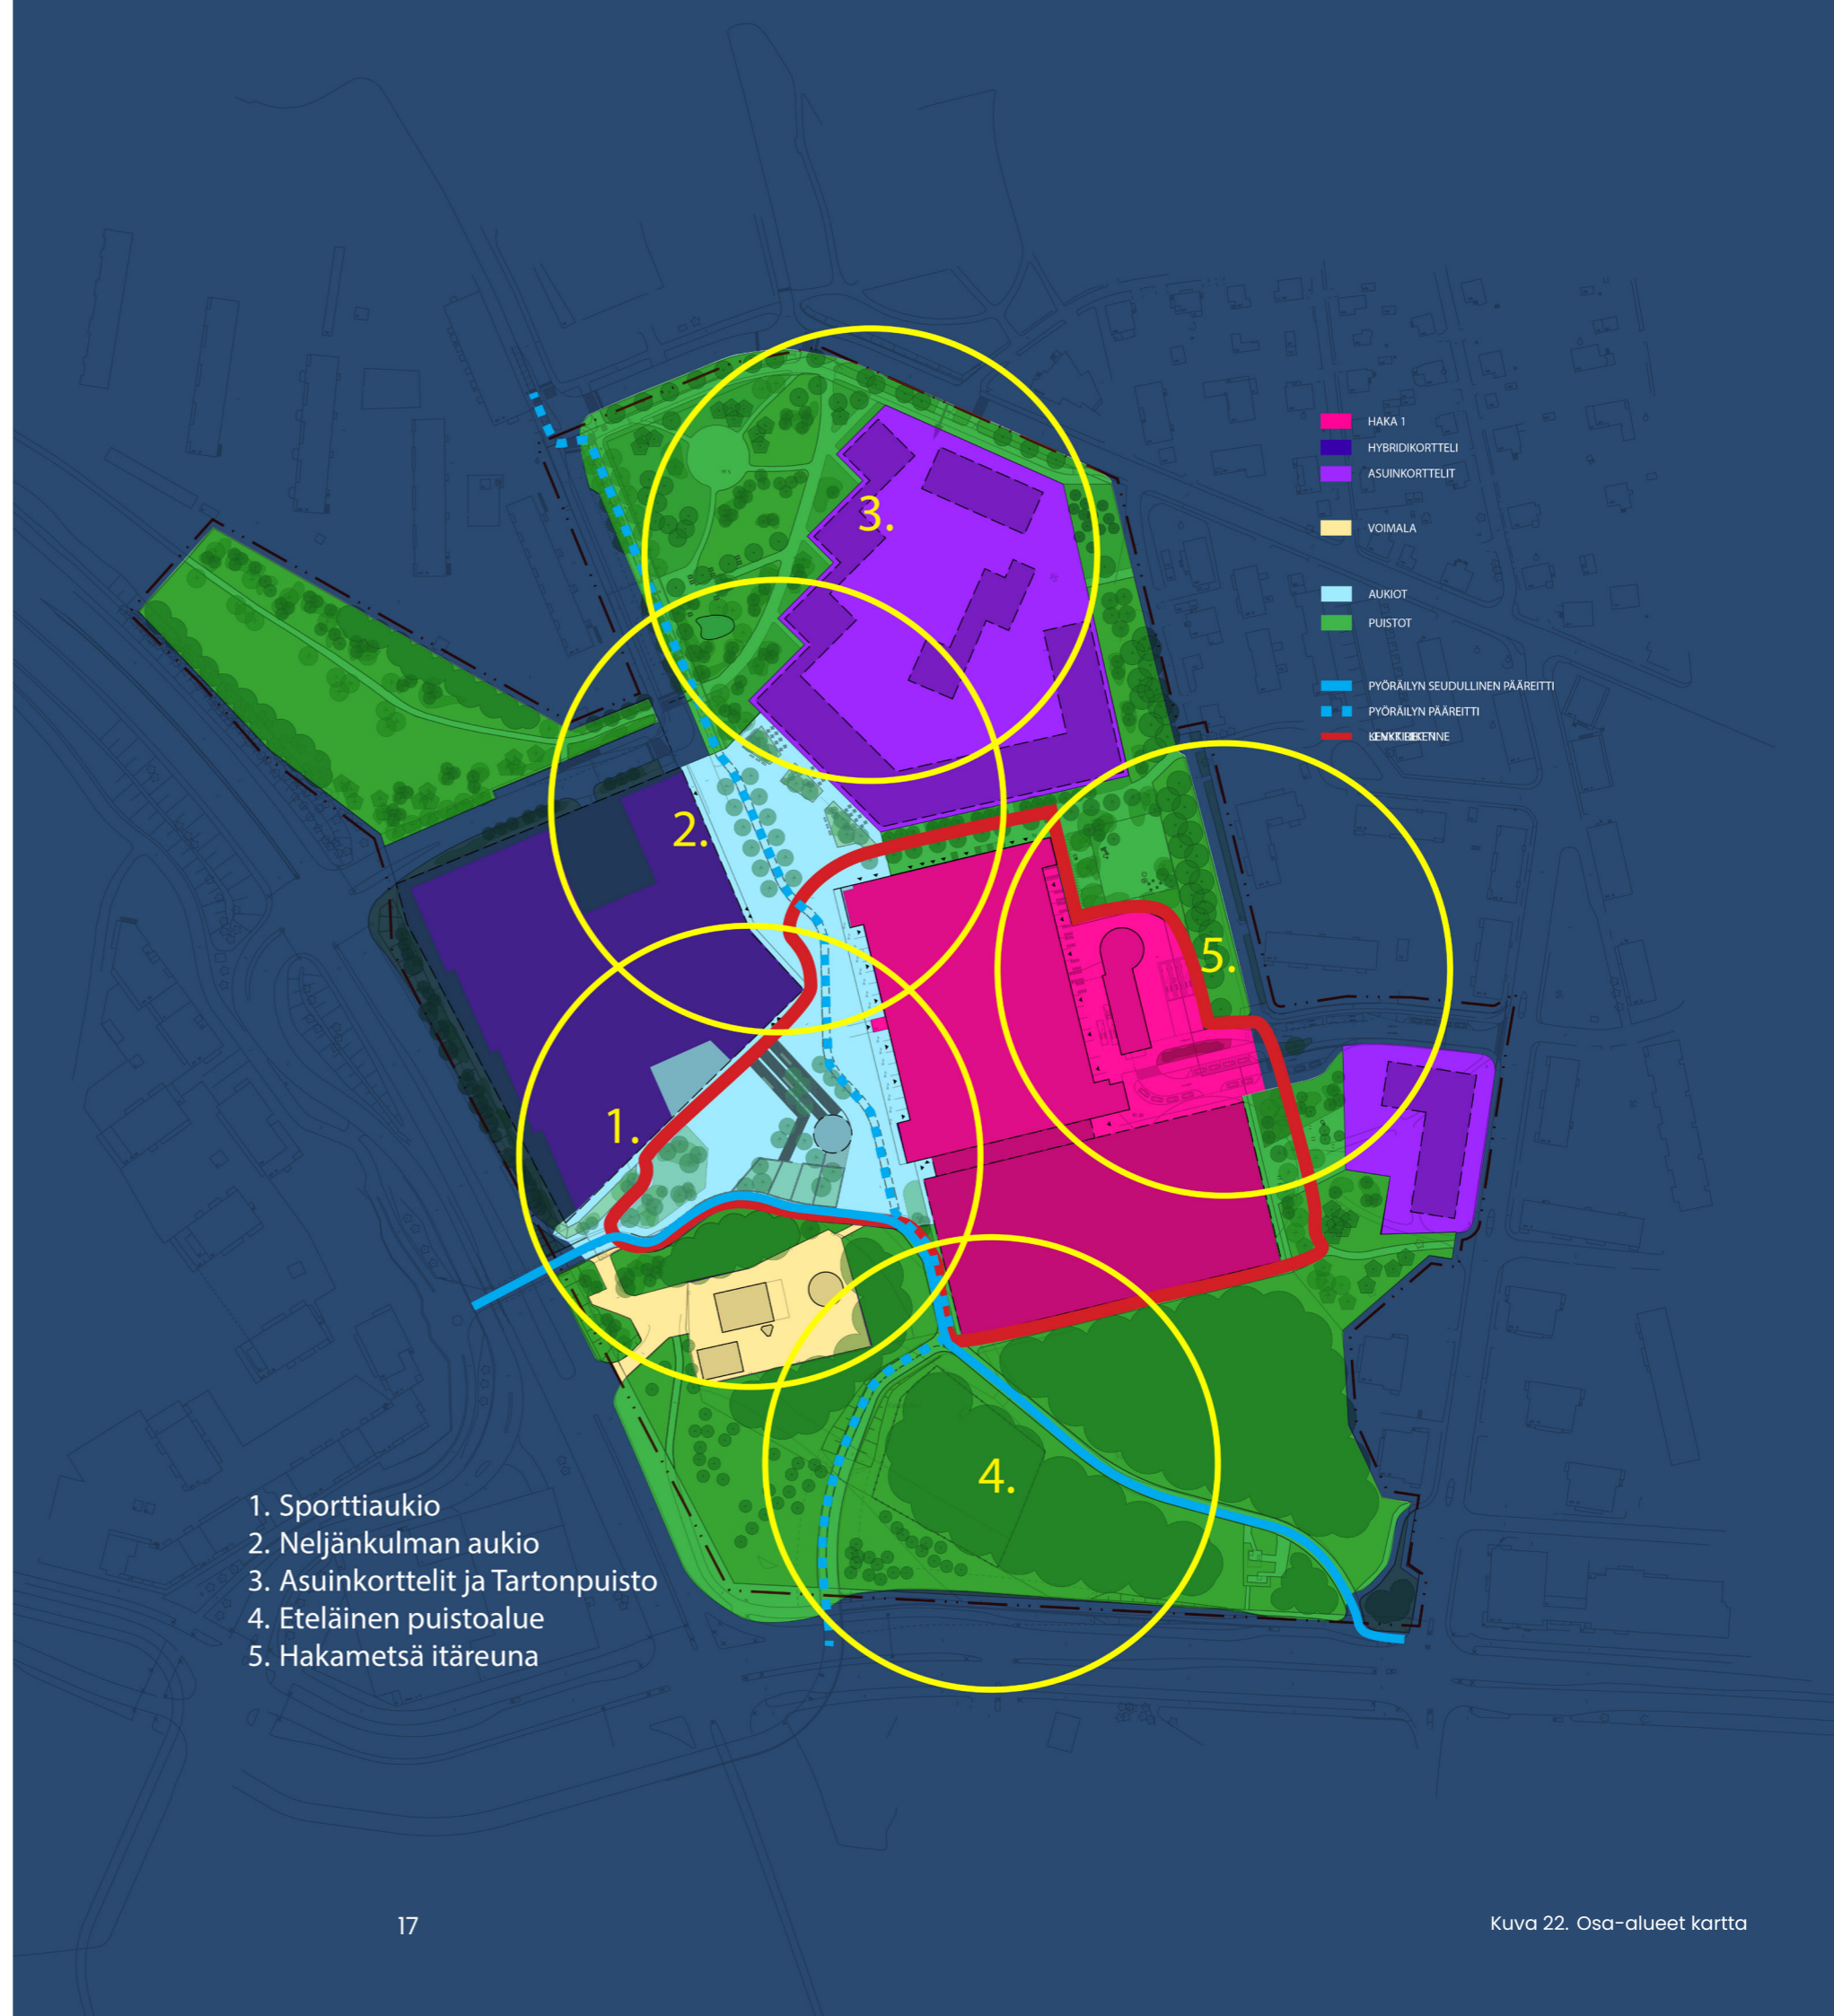 3.
HAKA 1
HYBRIDIKORTTELI
ASUINKORTTELIT
VOIMALA
AUKIOT
PUISTOT
PYÖRÄILYN SEUDULLINEN PÄÄREITTI
PYÖRÄILYN PÄÄREITTI
2.
5.
1.
4.
1. Sporttiaukio
2. Neljänkulman aukio
3. Asuinkorttelit ja Tartonpuisto
4. Eteläinen puistoalue
5. Hakametsä itäreuna
17
Kuva 22. Osa-alueet kartta